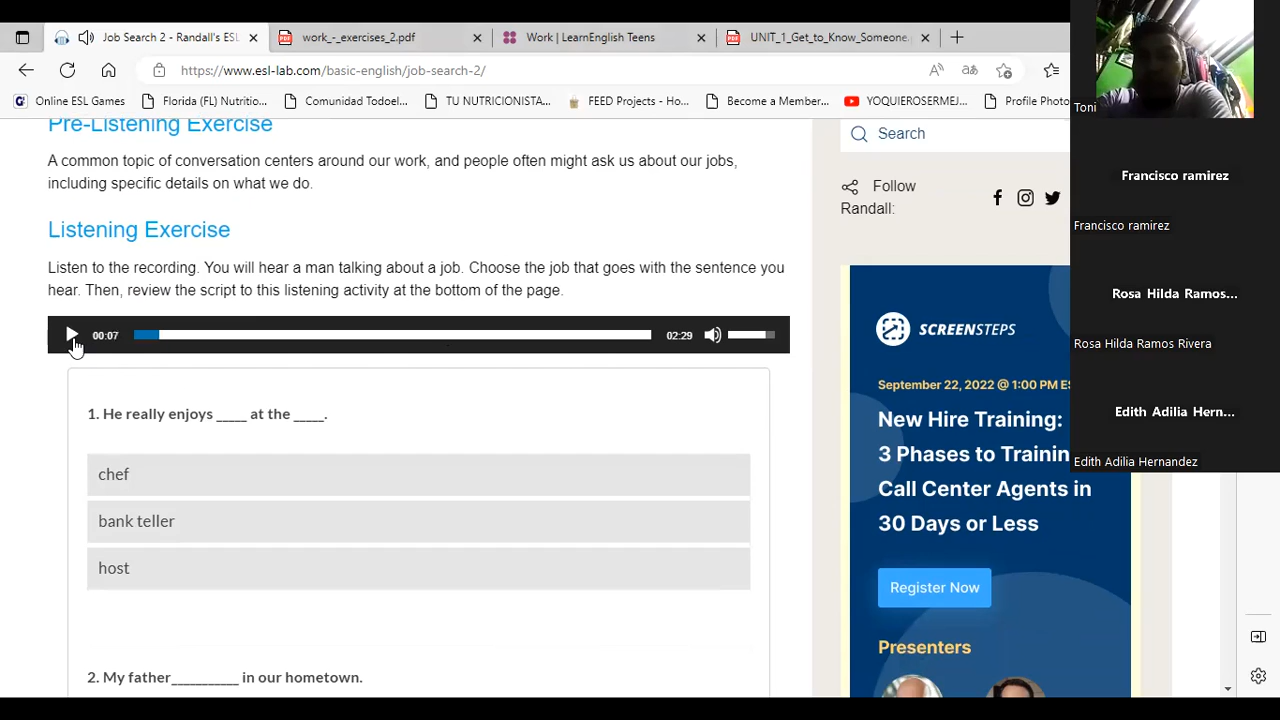 Job Search 2 - Randall's ESL
work_-_exercises_2.pdf
Work | LearnEnglish Teens
UNIT_1_Get_to_Know_Someone.
https://www.esl-lab.com/basic-english/job-search-2/
Online ESL Games
Florida (FL) Nutritio...
Comunidad Todoel...
TU NUTRICIONISTA...
FEED Projects - Ho...
Become a Member...
YOQUIEROSERMEJ...
Profile Photo
Pre-Listening Exercise
A common topic of conversation centers around our work, and people often might ask us about our jobs,
including specific details on what we do.
Listening Exercise
Listen to the recording. You will hear a man talking about a job. Choose the job that goes with the sentence you
hear. Then, review the script to this listening activity at the bottom of the page.
00:07
02:29
1. He really enjoys _____ at the _____.
chef
bank teller
host
2. My father___________ in our hometown.
Search
Follow
Randall:
SCREENSTEPS
September 22, 2022 @ 1:00 PM ES
New Hire Training:
3 Phases to Trainin
Call Center Agents in
30 Days or Less
Register Now
Presenters
Toni
Francisco ramirez
Francisco ramirez
Rosa Hilda Ramos...
Rosa Hilda Ramos Rivera
Edith Adilia Hern...
Edith Adilia Hernandez